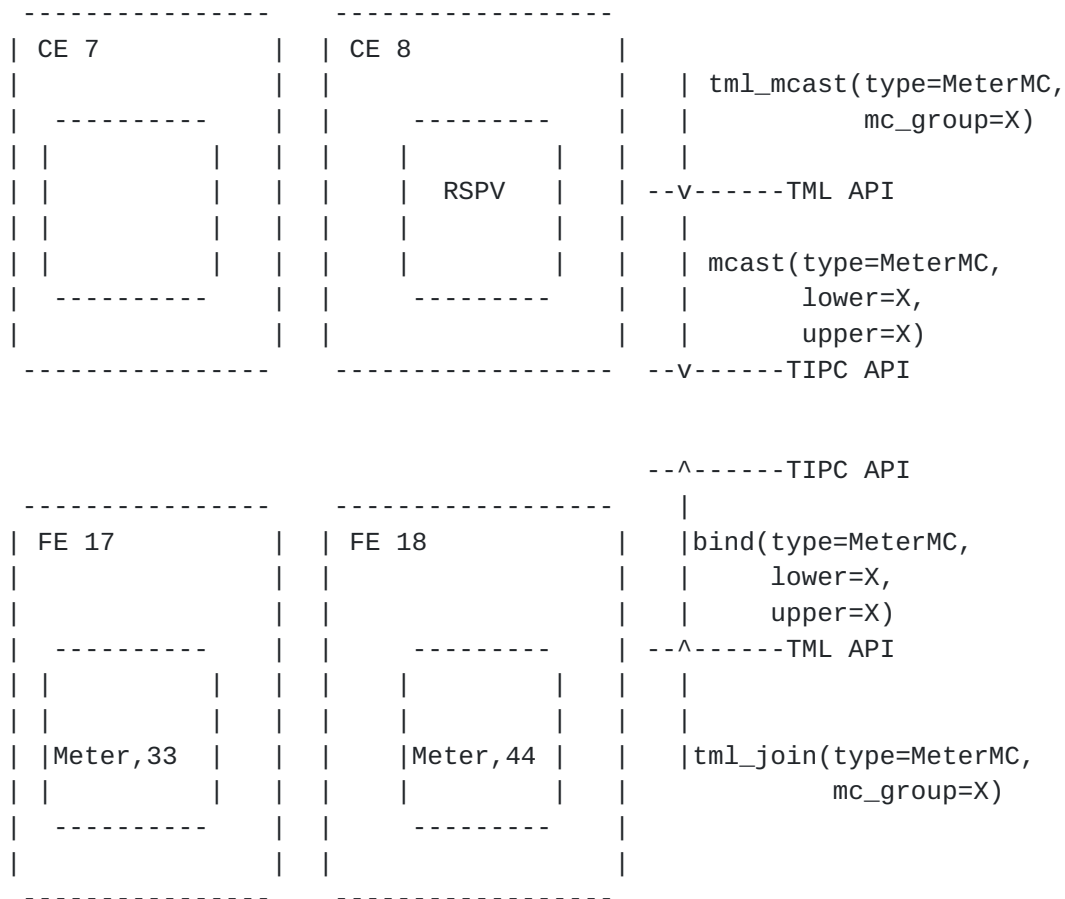 CE 7 CE 8
tml_mcast(type=MeterMC,
mc_group=X)
RSPV --v------TML API
mcast(type=MeterMC,
lower=X,
upper=X)
--v------TIPC API
--^------TIPC API
FE 17 FE 18 bind(type=MeterMC,
lower=X,
upper=X)
--^------TML API
Meter,33 Meter,44 tml_join(type=MeterMC,
mc_group=X)